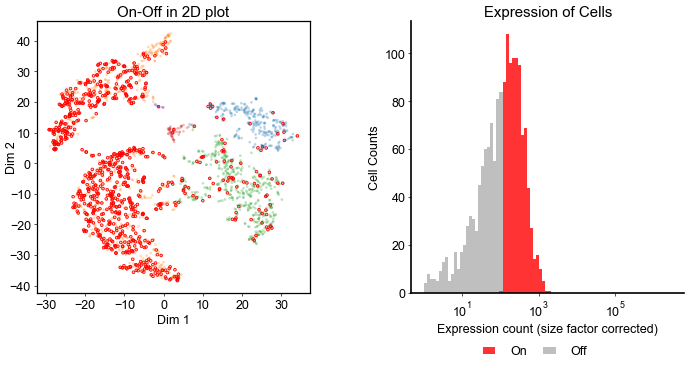 On-Off in 2D plot
Dim 2
40
30
20
10
0
−10
−20
−30
−40
−30 −20 −10 0 10 20 30
Dim 1
Expression of Cells
Cell Counts
100
80
60
40
20
0
10^1 10^3 10^5
Expression count (size factor corrected)
On Off